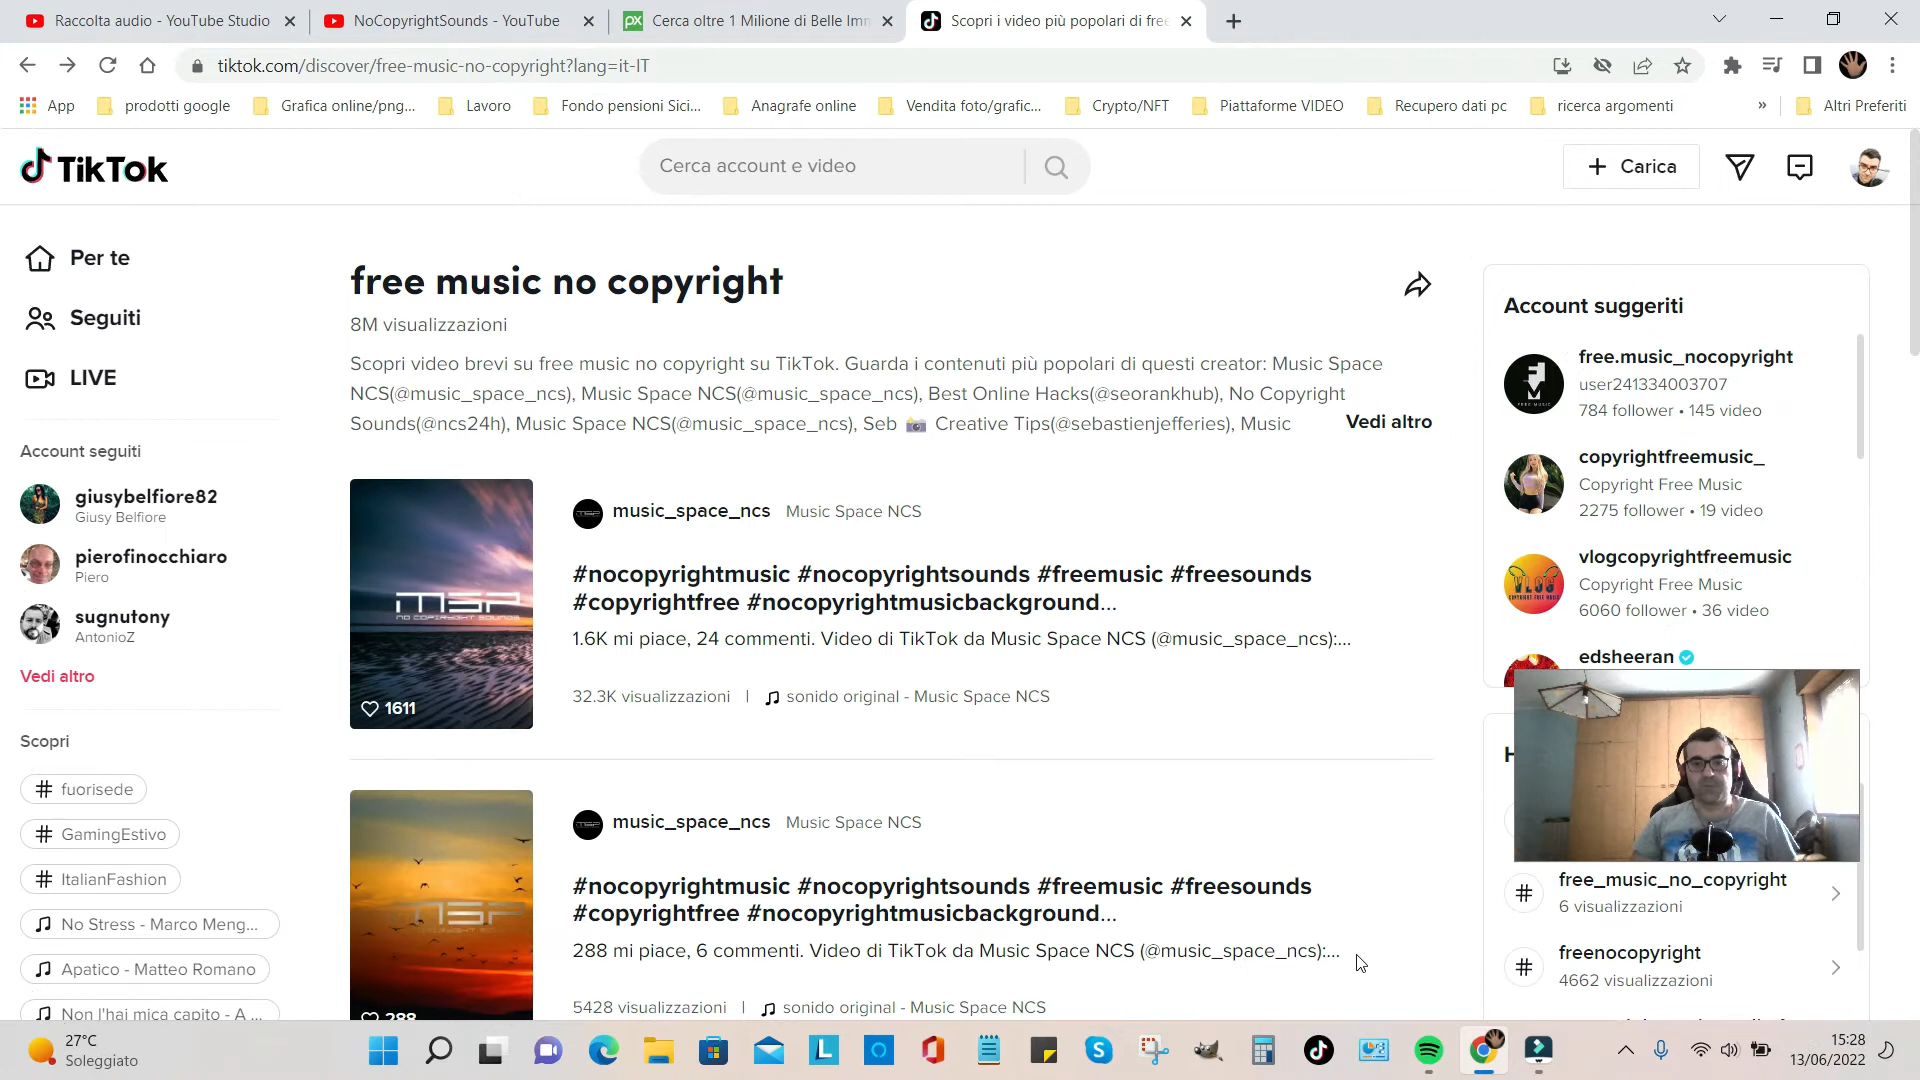 Raccolta audio - YouTube Studio
NoCopyrightSounds - YouTube
px Cerca oltre 1 Milione di Belle Imm
Scopri i video più popolari di free
tiktok.com/discover/free-music-no-copyright?lang=it-IT
App
prodotti google
Grafica online/png...
Lavoro
Fondo pensioni Sici...
Anagrafe online
Vendita foto/grafic...
Crypto/NFT
Piattaforme VIDEO
Recupero dati pc
ricerca argomenti
»
Altri Preferiti
TikTok
Cerca account e video
+ Carica
Per te
Seguiti
LIVE
Account seguiti
giusybelfiore82
Giusy Belfiore
pierofinocchiaro
Piero
sugnutony
AntonioZ
Vedi altro
Scopri
# fuorisede
# GamingEstivo
# ItalianFashion
No Stress - Marco Meng...
Apatico - Matteo Romano
Non l'hai mica capito - A ...
free music no copyright
8M visualizzazioni
Scopri video brevi su free music no copyright su TikTok. Guarda i contenuti più popolari di questi creator: Music Space
NCS(@music_space_ncs), Music Space NCS(@music_space_ncs), Best Online Hacks(@seorankhub), No Copyright
Sounds(@ncs24h), Music Space NCS(@music_space_ncs), Seb 📸 Creative Tips(@sebastienjefferies), Music
Vedi altro
MSP
NO COPYRIGHT SOUNDS
1611
music_space_ncs Music Space NCS
#nocopyrightmusic #nocopyrightsounds #freemusic #freesounds
#copyrightfree #nocopyrightmusicbackground...
1.6K mi piace, 24 commenti. Video di TikTok da Music Space NCS (@music_space_ncs):...
32.3K visualizzazioni | sonido original - Music Space NCS
MSP
288
music_space_ncs Music Space NCS
#nocopyrightmusic #nocopyrightsounds #freemusic #freesounds
#copyrightfree #nocopyrightmusicbackground...
288 mi piace, 6 commenti. Video di TikTok da Music Space NCS (@music_space_ncs):...
5428 visualizzazioni | sonido original - Music Space NCS
Account suggeriti
FREE MUSIC
free.music_nocopyright
user241334003707
784 follower • 145 video
copyrightfreemusic_
Copyright Free Music
2275 follower • 19 video
VLOG
vlogcopyrightfreemusic
Copyright Free Music
6060 follower • 36 video
edsheeran
# free_music_no_copyright
6 visualizzazioni
# freenocopyright
4662 visualizzazioni
27°C
Soleggiato
15:28
13/06/2022